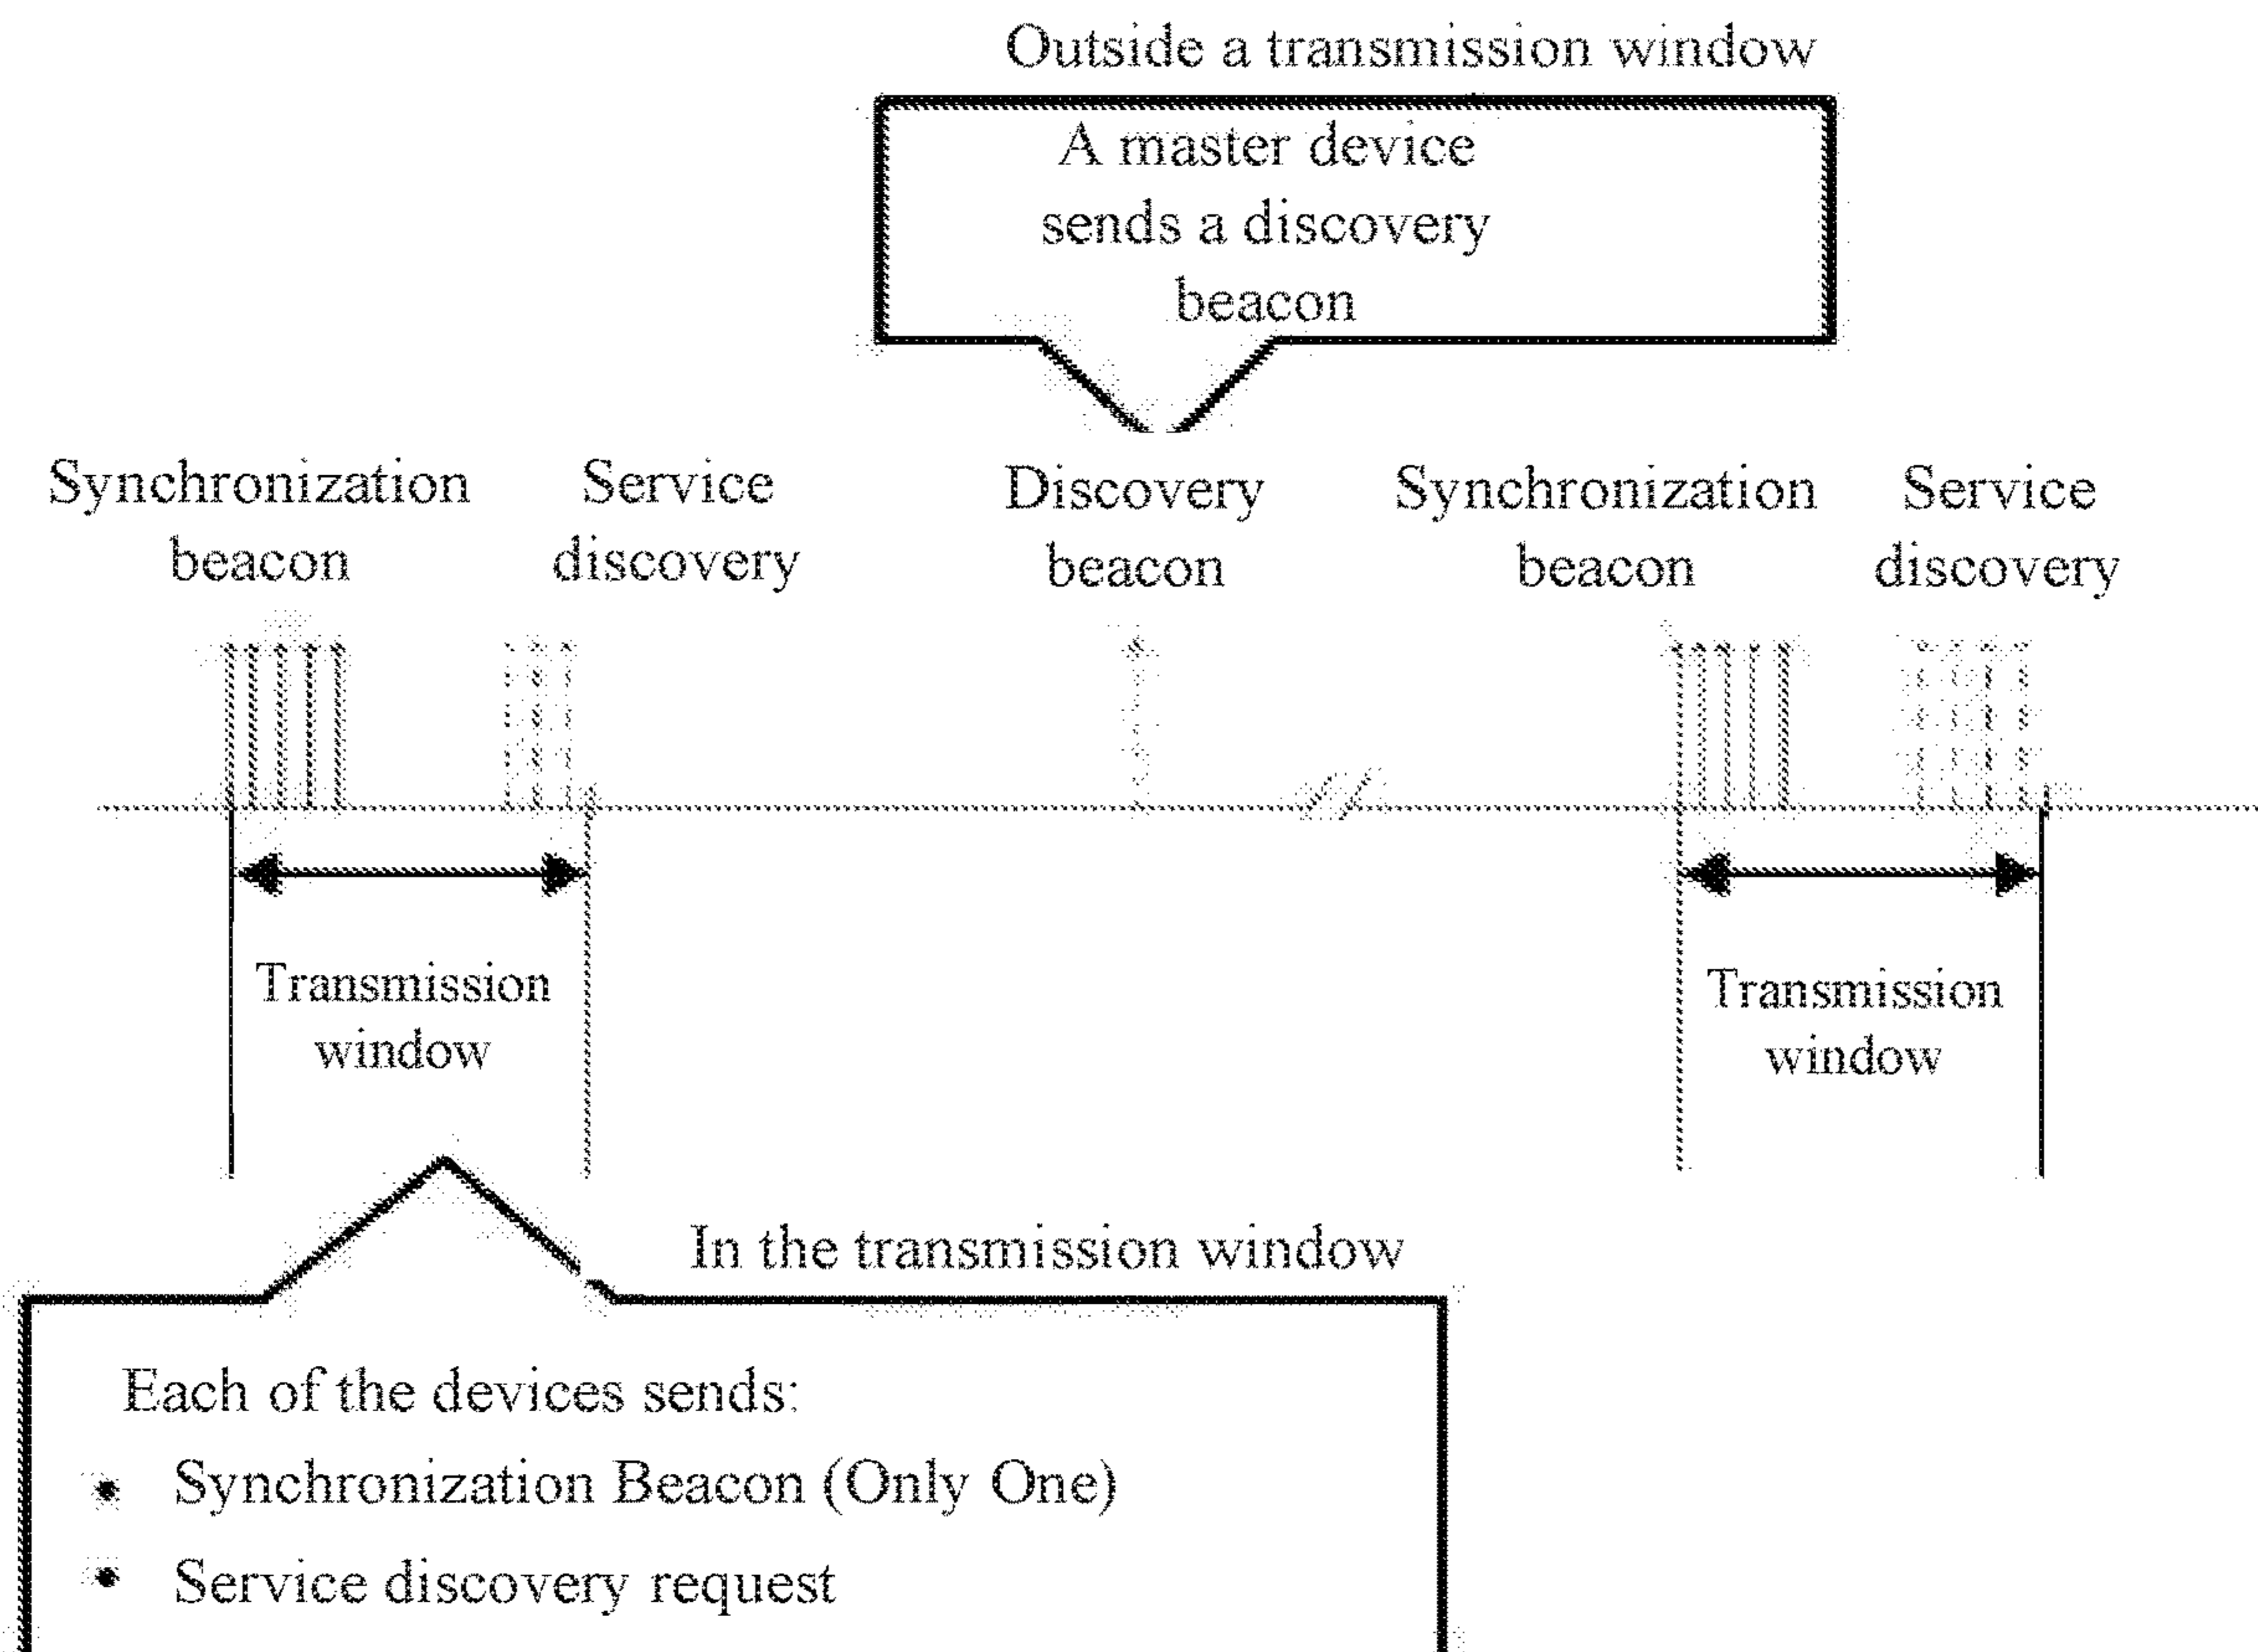 Outside a transmission window
A master device
sends a discovery
beacon
Synchronization
beacon
Service
discovery
Discovery
beacon
Synchronization
beacon
Service
discovery
Transmission
window
Transmission
window
In the transmission window
Each of the devices sends:
• Synchronization Beacon (Only One)
• Service discovery request